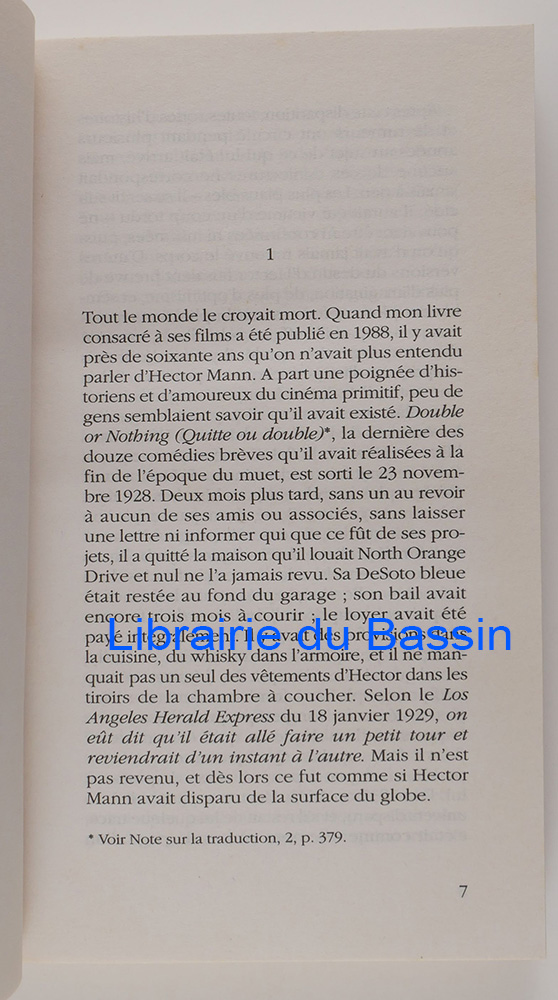 1
Tout le monde le croyait mort. Quand mon livre
consacré à ses films a été publié en 1988, il y avait
près de soixante ans qu'on n'avait plus entendu
parler d'Hector Mann. A part une poignée d'his-
toriens et d'amoureux du cinéma primitif, peu de
gens semblaient savoir qu'il avait existé. Double
or Nothing (Quitte ou double)*, la dernière des
douze comédies brèves qu'il avait réalisées à la
fin de l'époque du muet, est sorti le 23 novem-
bre 1928. Deux mois plus tard, sans un au revoir
à aucun de ses amis ou associés, sans laisser
une lettre ni informer qui que ce fût de ses pro-
jets, il a quitté la maison qu'il louait North Orange
Drive et nul ne l'a jamais revu. Sa DeSoto bleue
était restée au fond du garage ; son bail avait
encore trois mois à courir ; le loyer avait été
payé intégralement. Il y avait des provisions dans
Librairie du Bassin
la cuisine, du whisky dans l'armoire, et il ne man-
quait pas un seul des vêtements d'Hector dans les
tiroirs de la chambre à coucher. Selon le Los
Angeles Herald Express du 18 janvier 1929, on
eût dit qu'il était allé faire un petit tour et
reviendrait d'un instant à l'autre. Mais il n'est
pas revenu, et dès lors ce fut comme si Hector
Mann avait disparu de la surface du globe.
* Voir Note sur la traduction, 2, p. 379.
7